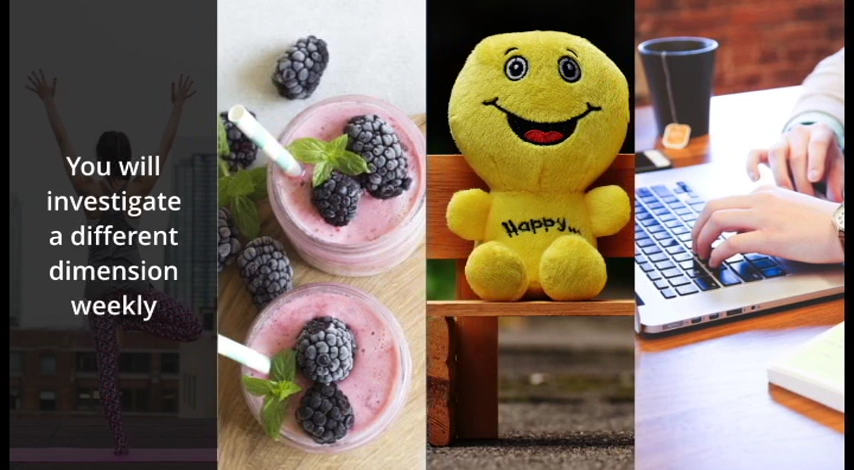 You will
investigate
a different
dimension
weekly
Happy...